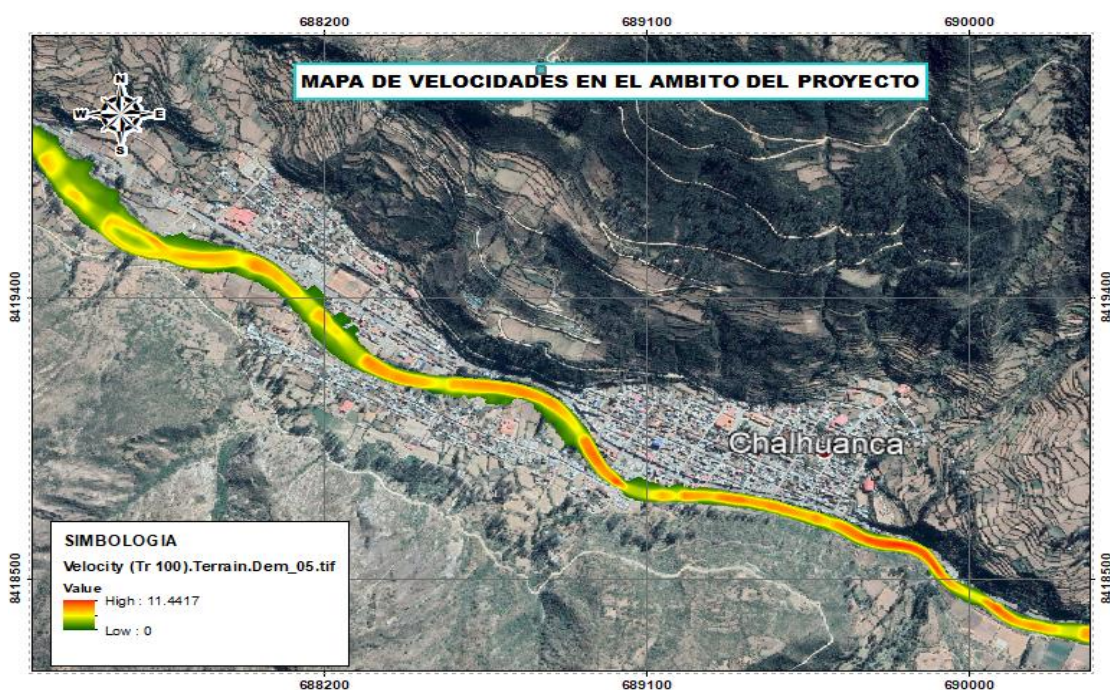 688200 689100 690000
MAPA DE VELOCIDADES EN EL AMBITO DEL PROYECTO
N
W E
S
8419400 8419400
Chalhuanca
8418500 8418500
SIMBOLOGIA
Velocity (Tr 100).Terrain.Dem_05.tif
Value
High : 11.4417
Low : 0
688200 689100 690000